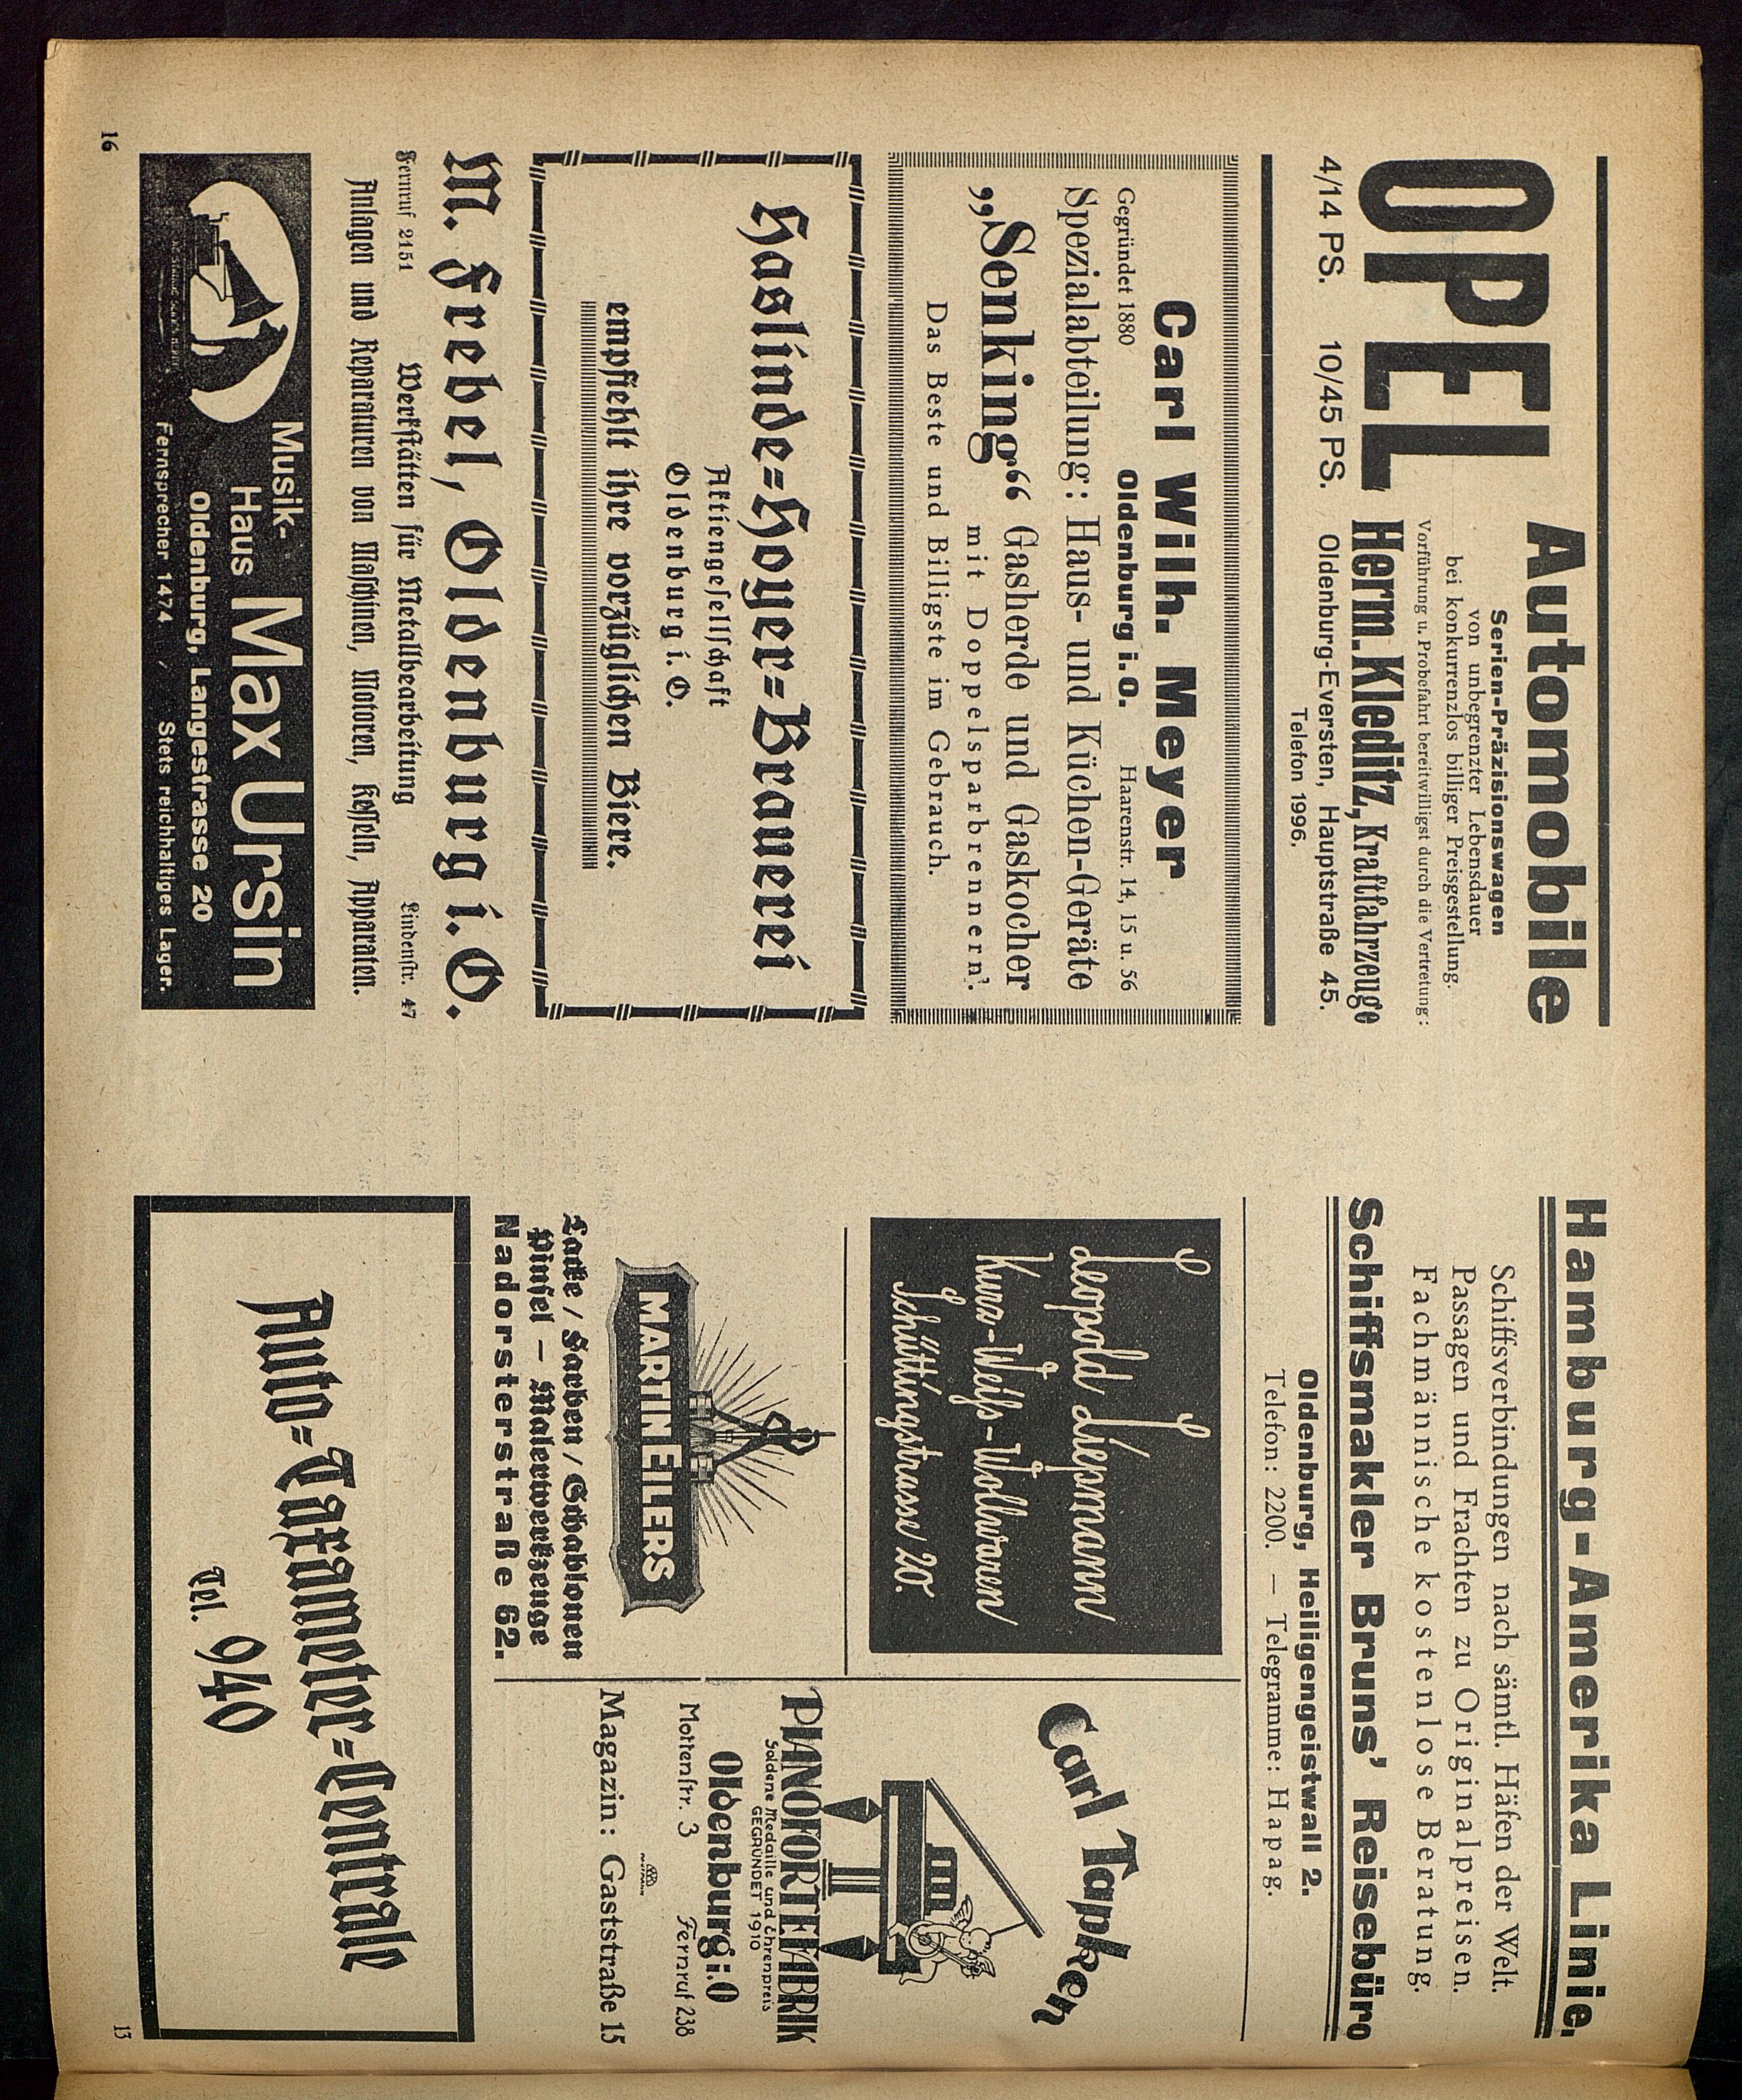 OPEL Automobile
Serien-Präzisionswagen
von unbegrenzter Lebensdauer
bei konkurrenzlos billiger Preisgestellung.
Vorführung u. Probefahrt bereitwilligst durch die Vertretung:
4/14 PS. 10/45 PS.
Herm. Kleditz, Kraftfahrzeuge
Oldenburg-Eversten, Hauptstraße 45.
Telefon 1996.
Carl Wilh. Meyer
Gegründet 1880 Oldenburg i. O. Haarenstr. 14, 15 u. 56
Spezialabteilung: Haus- und Küchen-Geräte
„Senking“ Gasherde und Gaskocher
mit Doppelsparbrennern.
Das Beste und Billigste im Gebrauch.
Haslinde-Hoyer-Brauerei
Aktiengesellschaft
Oldenburg i. O.
empfiehlt ihre vorzüglichen Biere.
M. Frebel, Oldenburg i. O.
Fernruf 2151 Werkstätten für Metallbearbeitung Lindenstr. 47
Anlagen und Reparaturen von Maschinen, Motoren, Kesseln, Apparaten.
Musik-
Haus Max Ursin
Oldenburg, Langestrasse 20
Fernsprecher 1474 / Stets reichhaltiges Lager.
16
Hamburg-Amerika Linie.
Schiffsverbindungen nach sämtl. Häfen der Welt.
Passagen und Frachten zu Originalpreisen.
Fachmännische kostenlose Beratung.
Schiffsmakler Bruns' Reisebüro
Oldenburg, Heiligengeistwall 2.
Telefon: 2200. — Telegramme: Hapag.
Leopold Liepmann
Kurz-Weiß-Wollwaren
Schüttingstrasse 20.
MARTIN EILERS
Lacke / Farben / Schablonen
Pinsel — Malerwerkzeuge
Nadorsterstraße 62.
Carl Tapken
PIANOFORTEFABRIK
Goldene Medaille und Ehrenpreis
GEGRÜNDET 1910
Oldenburg i.O
Mottenstr. 3 Fernruf 238
Magazin: Gaststraße 15
Auto-Taxameter-Centrale
Tel. 940
13